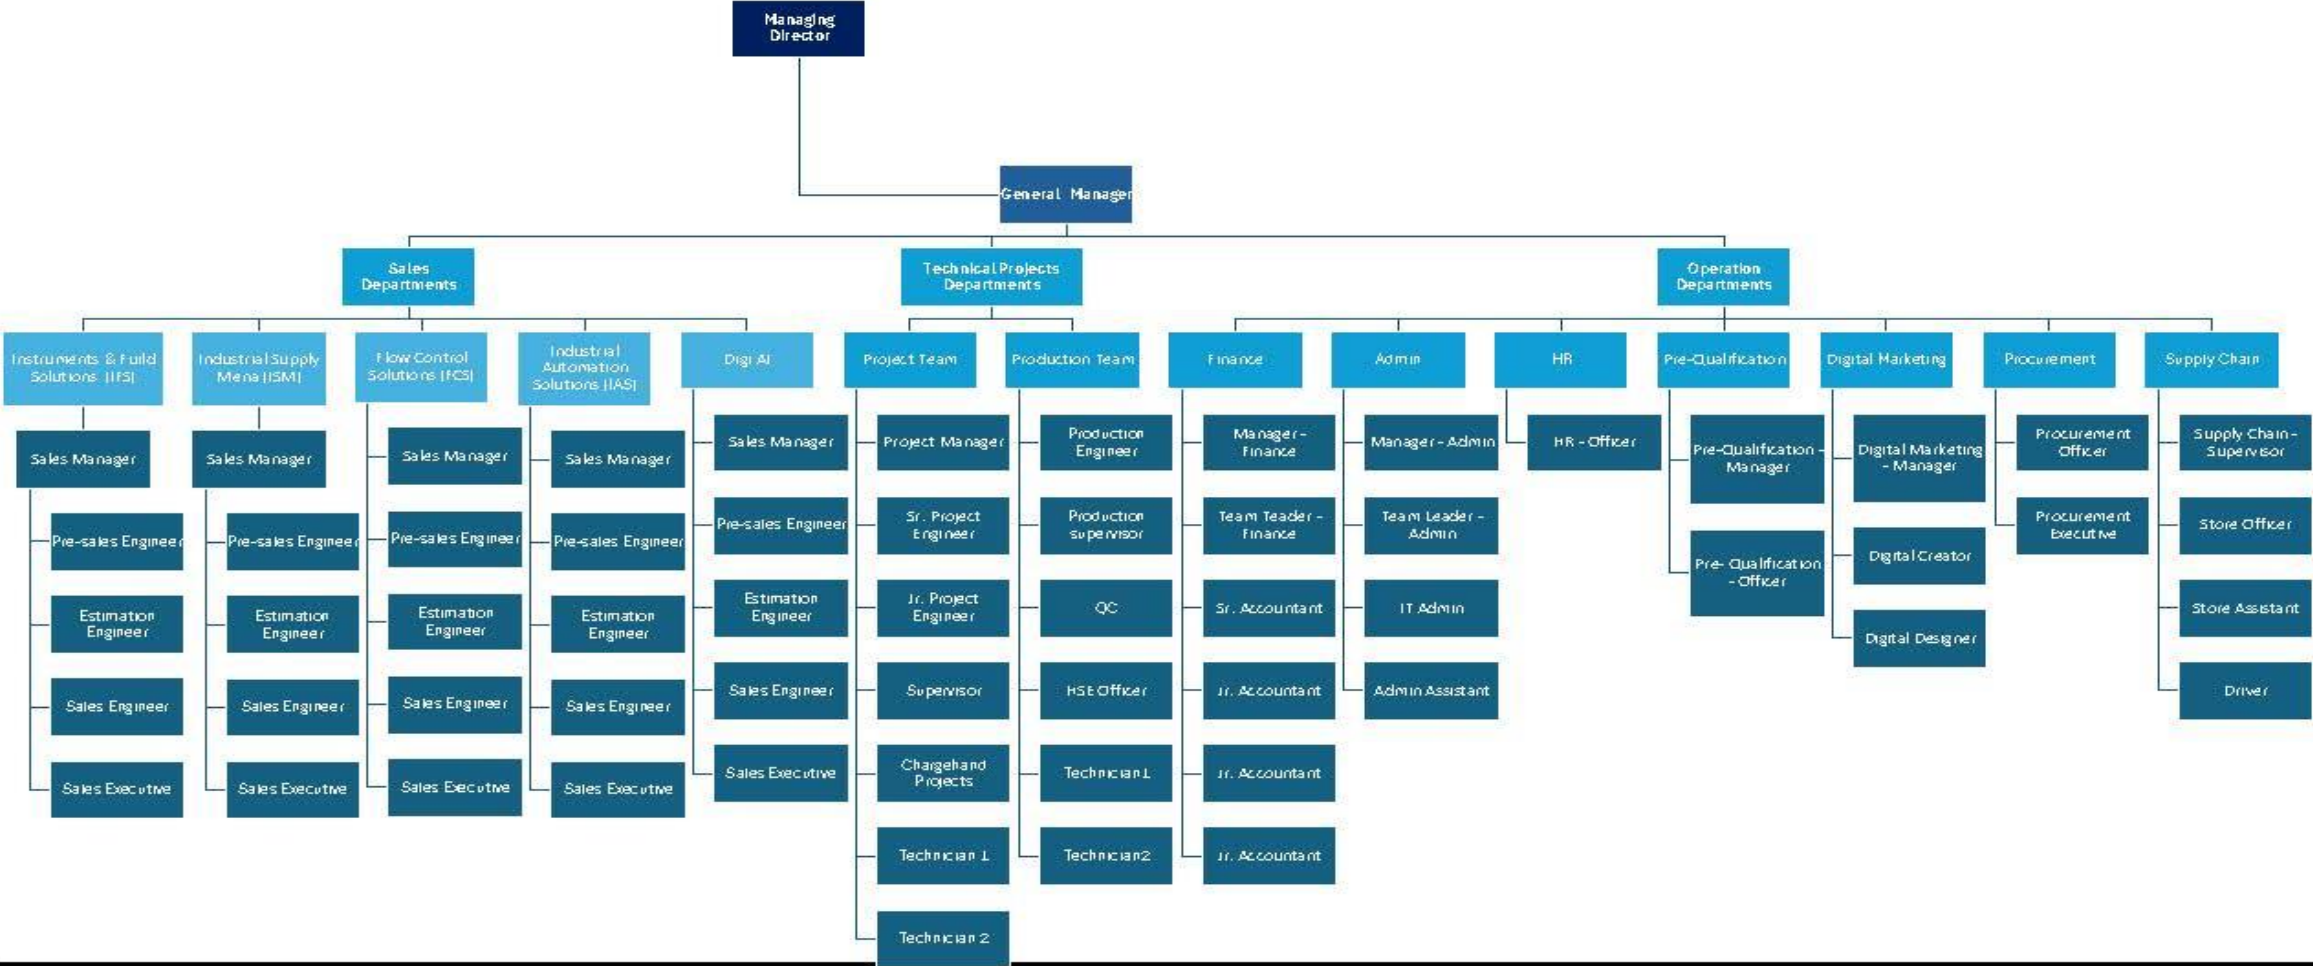 Managing
Director
General Manager
Sales
Departments
Technical Projects
Departments
Operation
Departments
Instruments & Fuild
Solutions (IFS)
Industrial Supply
Mena (ISM)
Flow Control
Solutions (FCS)
Industrial
Automation
Solutions (IAS)
Digi AI
Project Team
Production Team
Finance
Admin
HR
Pre-Qualification
Digital Marketing
Procurement
Supply Chain
Sales Manager
Pre-sales Engineer
Estimation
Engineer
Sales Engineer
Sales Executive
Sales Manager
Pre-sales Engineer
Estimation
Engineer
Sales Engineer
Sales Executive
Sales Manager
Pre-sales Engineer
Estimation
Engineer
Sales Engineer
Sales Executive
Sales Manager
Pre-sales Engineer
Estimation
Engineer
Sales Engineer
Sales Executive
Sales Manager
Pre-sales Engineer
Estimation
Engineer
Sales Engineer
Sales Executive
Project Manager
Sr. Project
Engineer
Jr. Project
Engineer
Supervisor
Chargehand
Projects
Technician 1
Technician 2
Production
Engineer
Production
supervisor
QC
HSE Officer
Technician1
Technician2
Manager -
Finance
Team Teader -
Finance
Sr. Accountant
Jr. Accountant
Jr. Accountant
Jr. Accountant
Manager - Admin
Team Leader -
Admin
IT Admin
Admin Assistant
HR - Officer
Pre-Qualification -
Manager
Pre- Qualification
- Officer
Digital Marketing
- Manager
Digital Creator
Digital Designer
Procurement
Officer
Procurement
Executive
Supply Chain -
Supervisor
Store Officer
Store Assistant
Driver